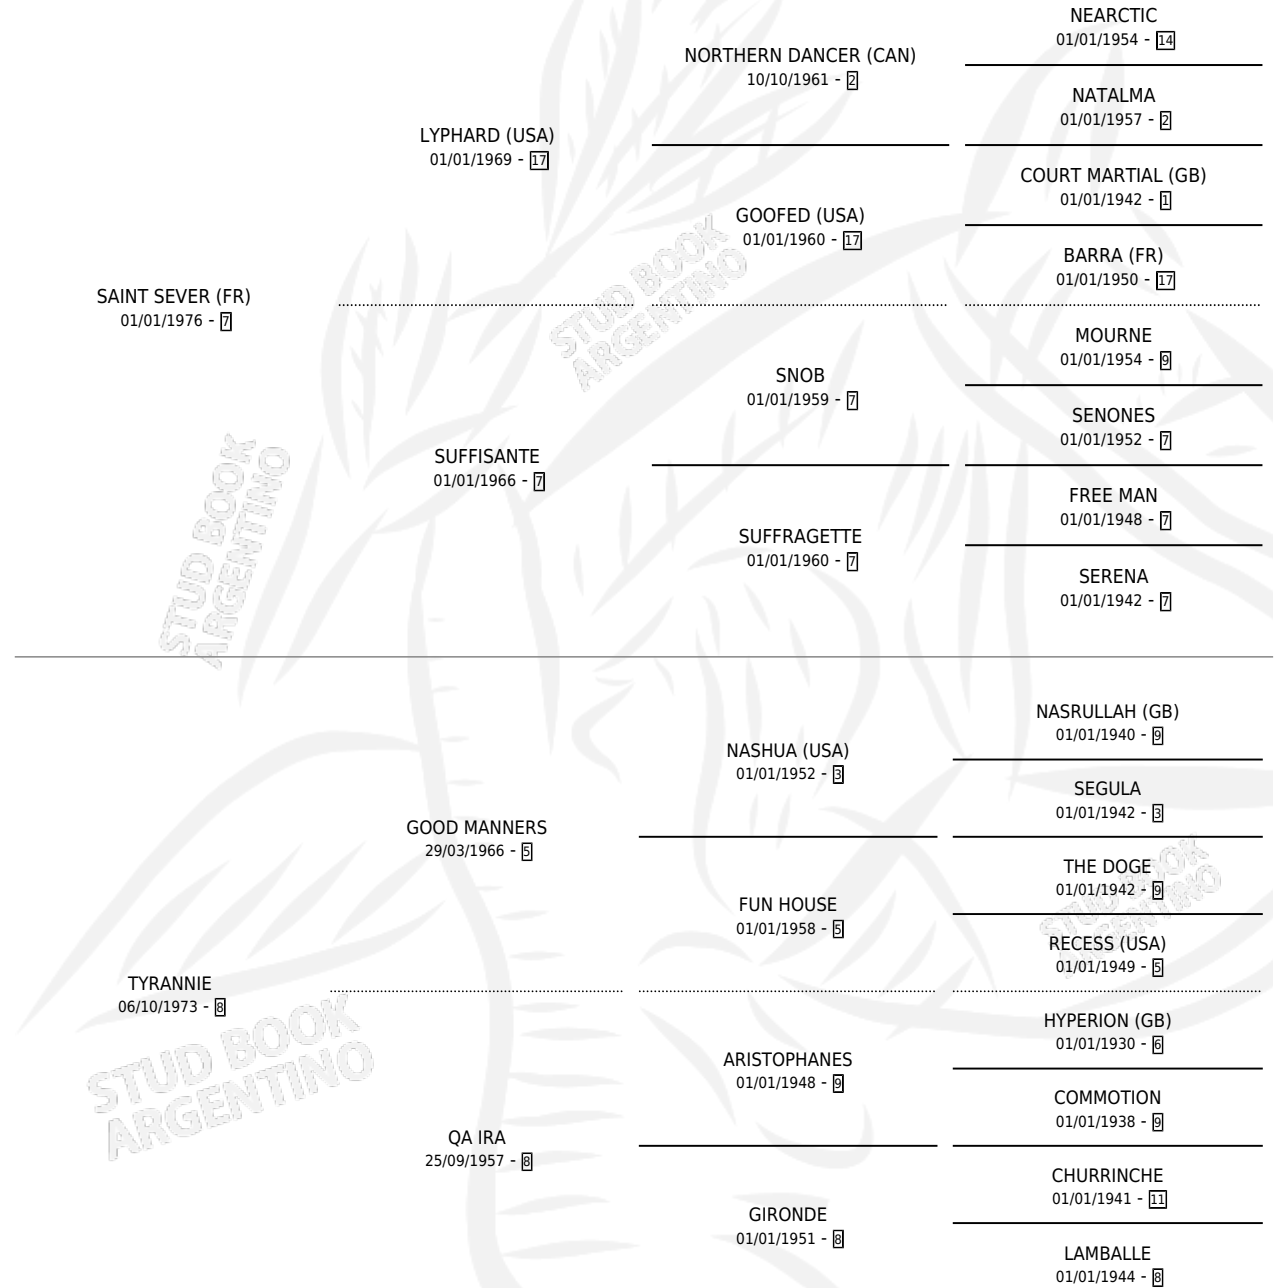 NEARCTIC
01/01/1954 - 14
NORTHERN DANCER (CAN)
10/10/1961 - 2
NATALMA
01/01/1957 - 2
LYPHARD (USA)
01/01/1969 - 17
COURT MARTIAL (GB)
01/01/1942 - 1
GOOFED (USA)
01/01/1960 - 17
BARRA (FR)
01/01/1950 - 17
SAINT SEVER (FR)
01/01/1976 - 7
STUD BOOK
ARGENTINO
MOURNE
01/01/1954 - 9
SNOB
01/01/1959 - 7
SENONES
01/01/1952 - 7
SUFFISANTE
01/01/1966 - 7
FREE MAN
01/01/1948 - 7
SUFFRAGETTE
01/01/1960 - 7
SERENA
01/01/1942 - 7
STUD BOOK
ARGENTINO
NASRULLAH (GB)
01/01/1940 - 9
NASHUA (USA)
01/01/1952 - 3
SEGULA
01/01/1942 - 3
GOOD MANNERS
29/03/1966 - 5
THE DOGE
01/01/1942 - 9
FUN HOUSE
01/01/1958 - 5
STUD BOOK
ARGENTINO
RECESS (USA)
01/01/1949 - 5
TYRANNIE
06/10/1973 - 8
HYPERION (GB)
01/01/1930 - 6
ARISTOPHANES
01/01/1948 - 9
STUD BOOK
ARGENTINO
COMMOTION
01/01/1938 - 9
QA IRA
25/09/1957 - 8
CHURRINCHE
01/01/1941 - 11
GIRONDE
01/01/1951 - 8
LAMBALLE
01/01/1944 - 8